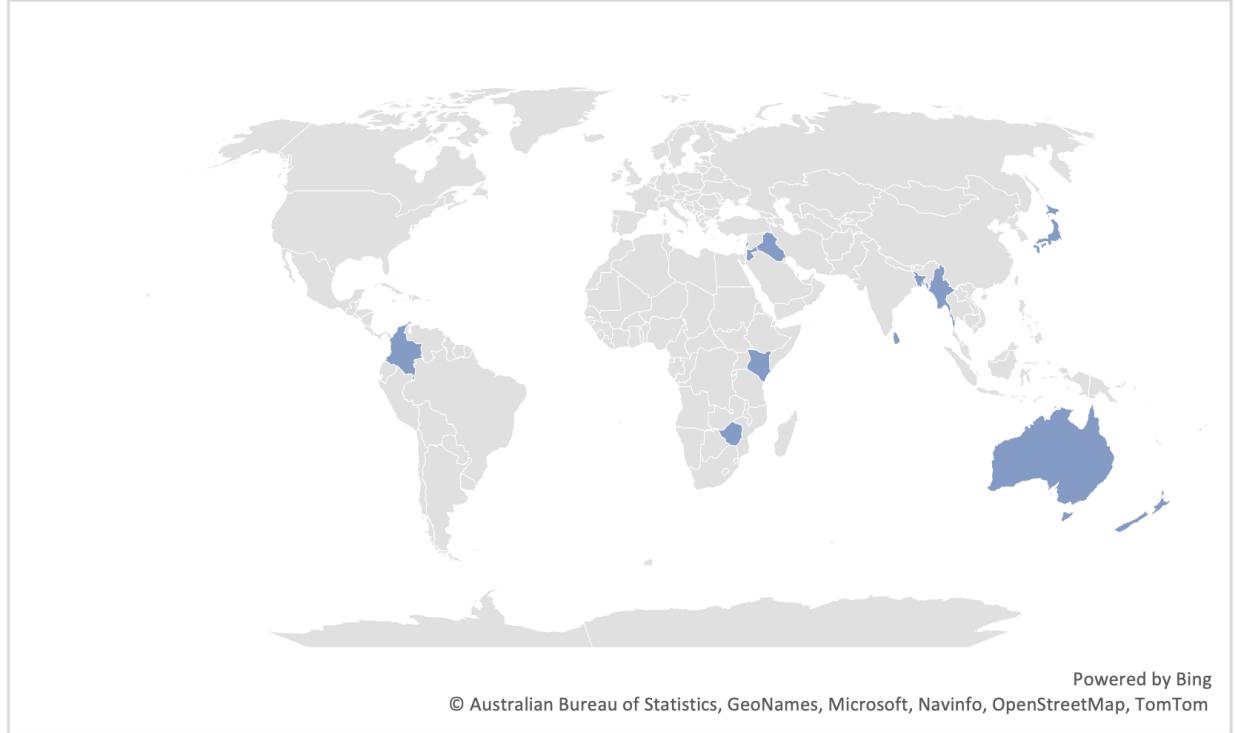 Powered by Bing
© Australian Bureau of Statistics, GeoNames, Microsoft, Navinfo, OpenStreetMap, TomTom